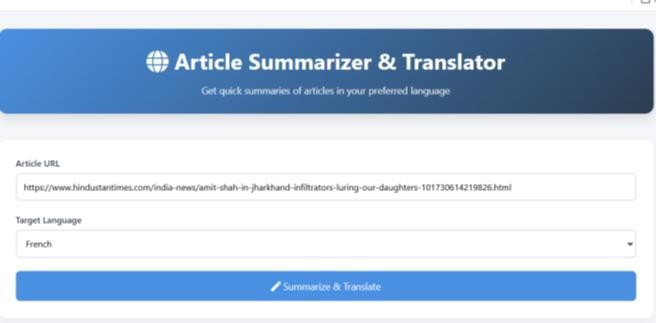 Article Summarizer & Translator
Get quick summaries of articles in your preferred language
Article URL
https://www.hindustantimes.com/india-news/amit-shah-in-jharkhand-infiltrators-luring-our-daughters-101730614219826.html
Target Language
French
Summarize & Translate